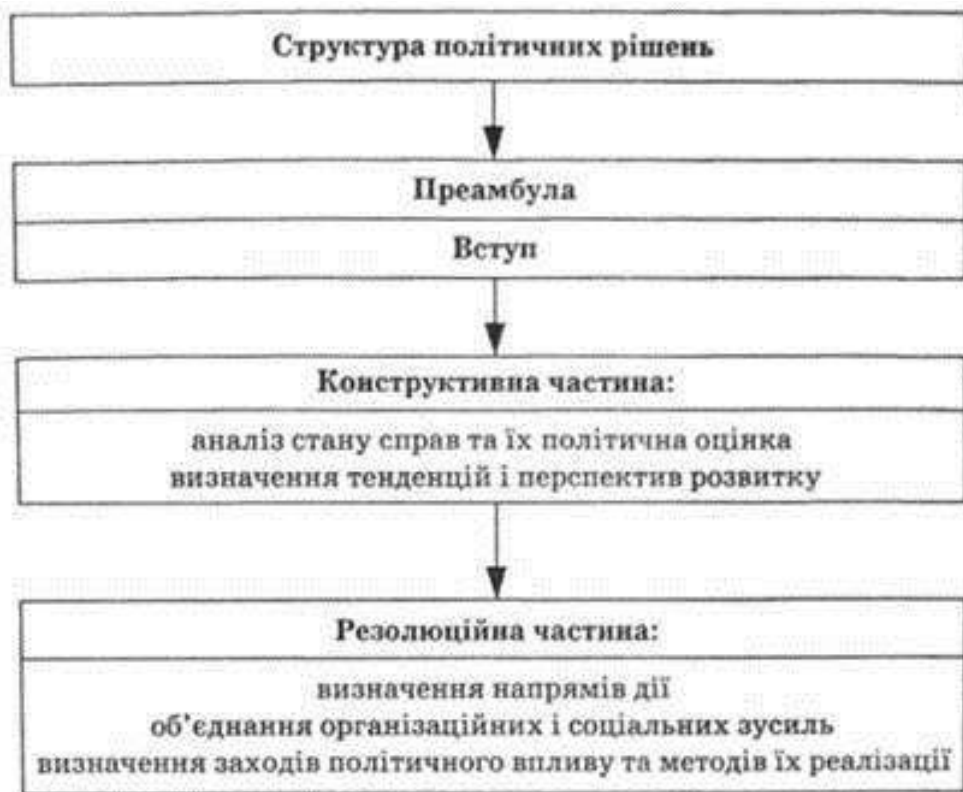 Структура політичних рішень
Преамбула
Вступ
Конструктивна частина:
аналіз стану справ та їх політична оцінка
визначення тенденцій і перспектив розвитку
Резолюційна частина:
визначення напрямів дії
об’єднання організаційних і соціальних зусиль
визначення заходів політичного впливу та методів їх реалізації